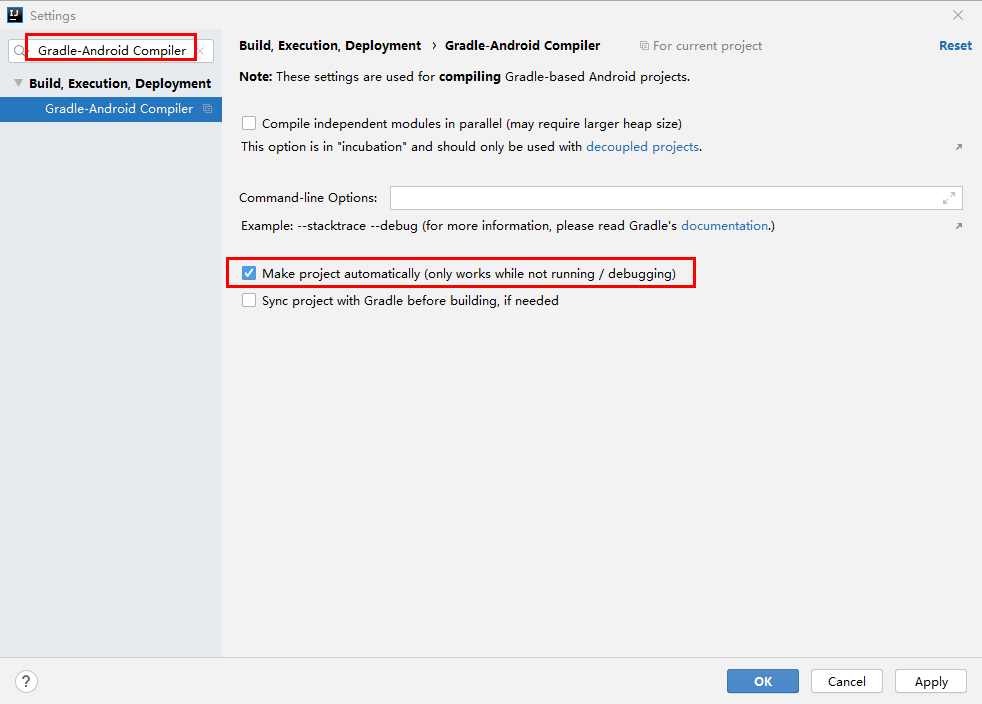 IJ Settings
Gradle-Android Compiler
Build, Execution, Deployment
Gradle-Android Compiler
Build, Execution, Deployment › Gradle-Android Compiler For current project Reset
Note: These settings are used for compiling Gradle-based Android projects.
Compile independent modules in parallel (may require larger heap size)
This option is in "incubation" and should only be used with decoupled projects.
Command-line Options:
Example: --stacktrace --debug (for more information, please read Gradle's documentation.)
Make project automatically (only works while not running / debugging)
Sync project with Gradle before building, if needed
? OK Cancel Apply